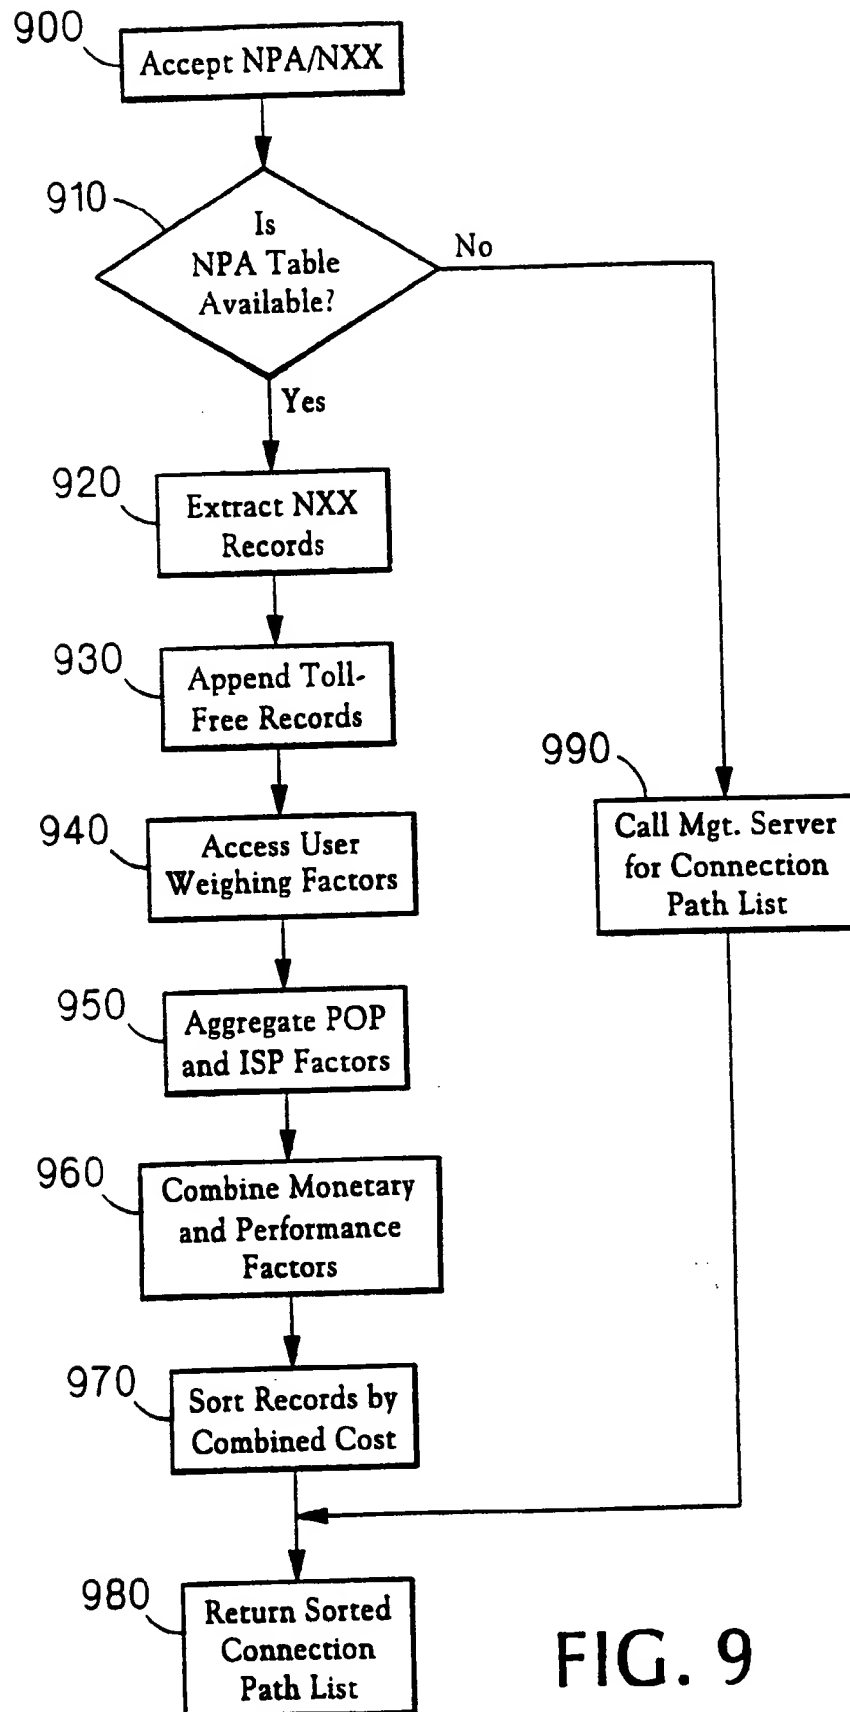 900
Accept NPA/NXX
910
Is
NPA Table
Available?
No
Yes
920
Extract NXX
Records
930
Append Toll-
Free Records
990
Call Mgt. Server
for Connection
Path List
940
Access User
Weighing Factors
950
Aggregate POP
and ISP Factors
960
Combine Monetary
and Performance
Factors
970
Sort Records by
Combined Cost
980
Return Sorted
Connection
Path List
FIG. 9